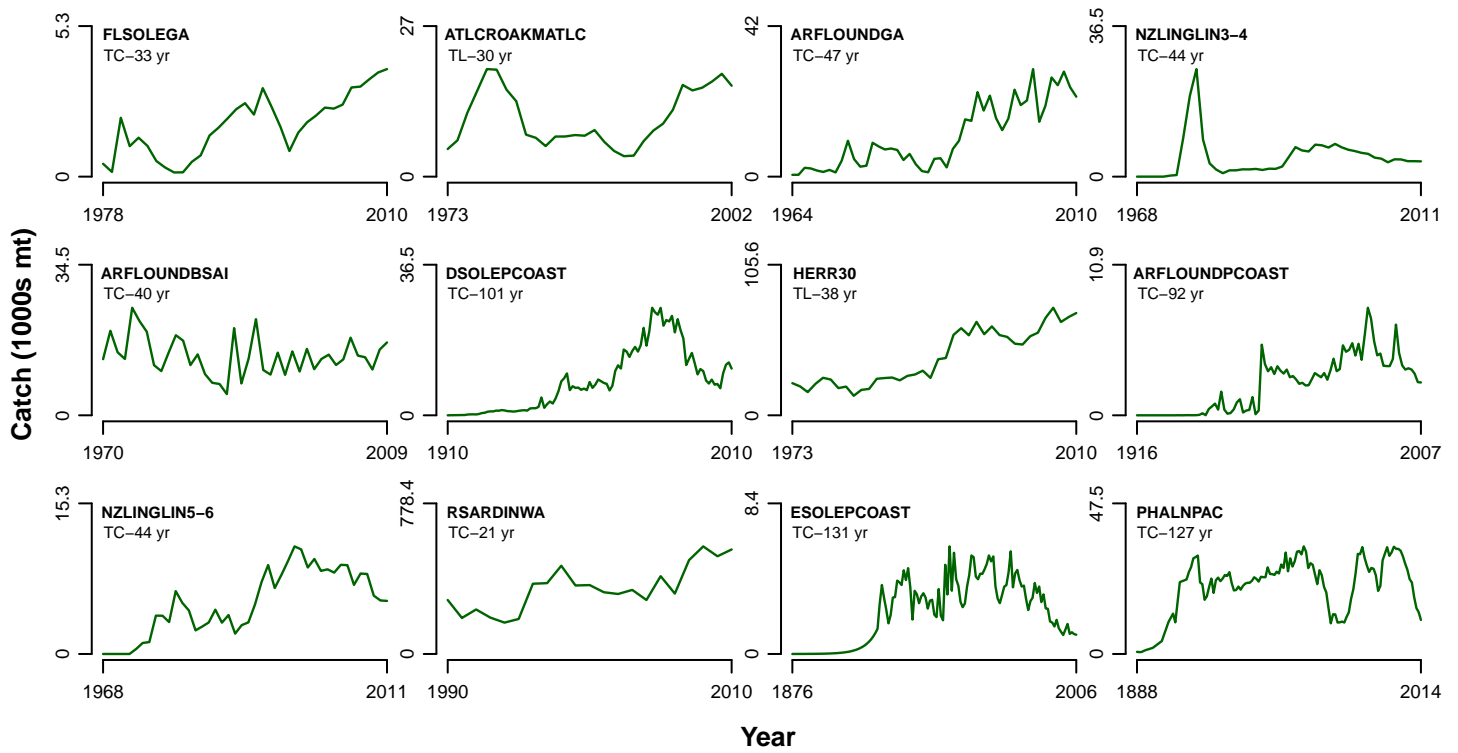 Catch (1000s mt)
5.3
0
FLSOLEGA
TC−33 yr
1978
2010
27
0
ATLCROAKMATLC
TL−30 yr
1973
2002
42
0
ARFLOUNDGA
TC−47 yr
1964
2010
36.5
0
NZLINGLIN3−4
TC−44 yr
1968
2011
34.5
0
ARFLOUNDBSAI
TC−40 yr
1970
2009
36.5
0
DSOLEPCOAST
TC−101 yr
1910
2010
105.6
0
HERR30
TL−38 yr
1973
2010
10.9
0
ARFLOUNDPCOAST
TC−92 yr
1916
2007
15.3
0
NZLINGLIN5−6
TC−44 yr
1968
2011
778.4
0
RSARDINWA
TC−21 yr
1990
2010
8.4
0
ESOLEPCOAST
TC−131 yr
1876
2006
47.5
0
PHALNPAC
TC−127 yr
1888
2014
Year